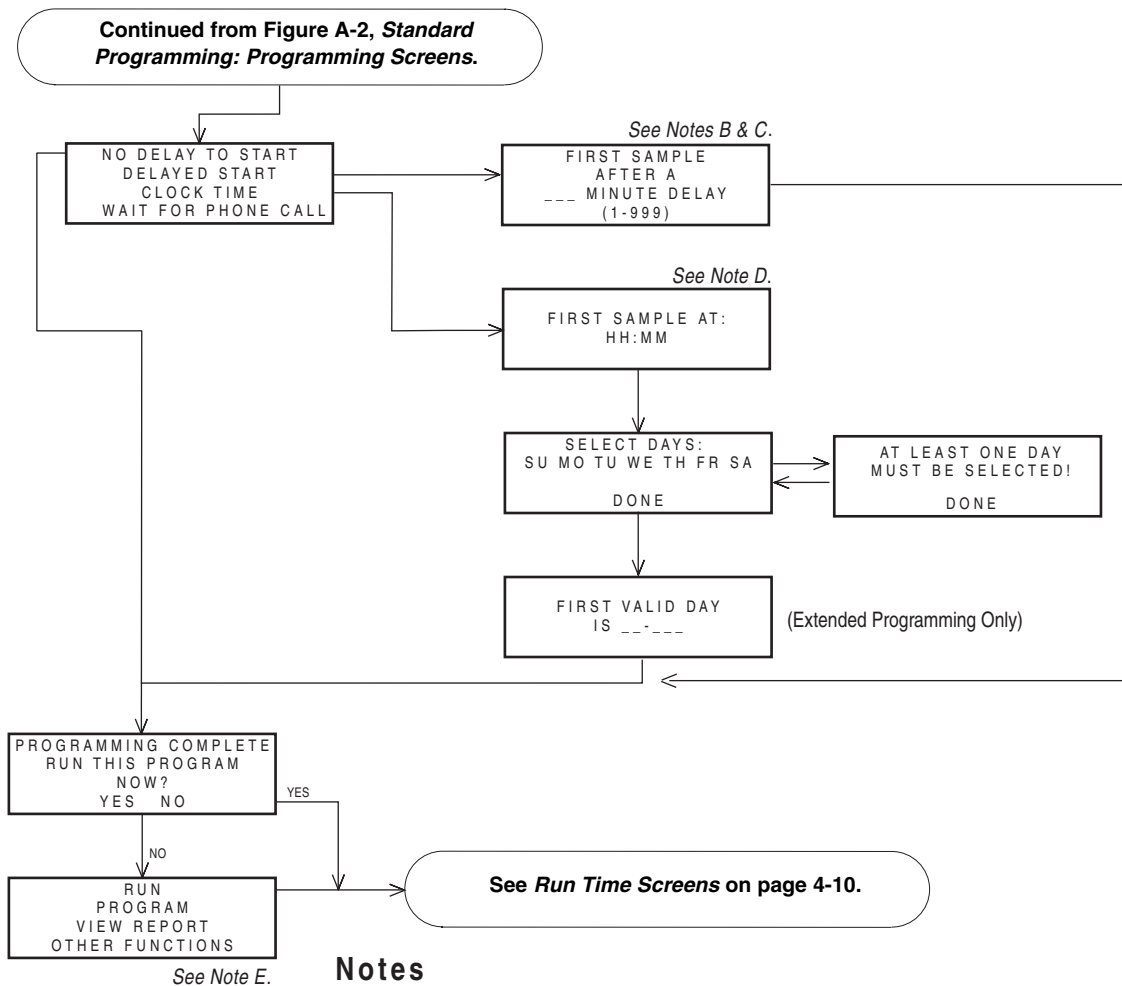 Continued from Figure A-2, Standard
Programming: Programming Screens.
See Notes B & C.
NO DELAY TO START
DELAYED START
CLOCK TIME
WAIT FOR PHONE CALL
FIRST SAMPLE
AFTER A
___ MINUTE DELAY
(1-999)
See Note D.
FIRST SAMPLE AT:
HH:MM
SELECT DAYS:
SU MO TU WE TH FR SA
DONE
AT LEAST ONE DAY
MUST BE SELECTED!
DONE
FIRST VALID DAY
IS __-___
(Extended Programming Only)
PROGRAMMING COMPLETE
RUN THIS PROGRAM
NOW?
YES NO
YES
NO
RUN
PROGRAM
VIEW REPORT
OTHER FUNCTIONS
See Run Time Screens on page 4-10.
See Note E.
Notes